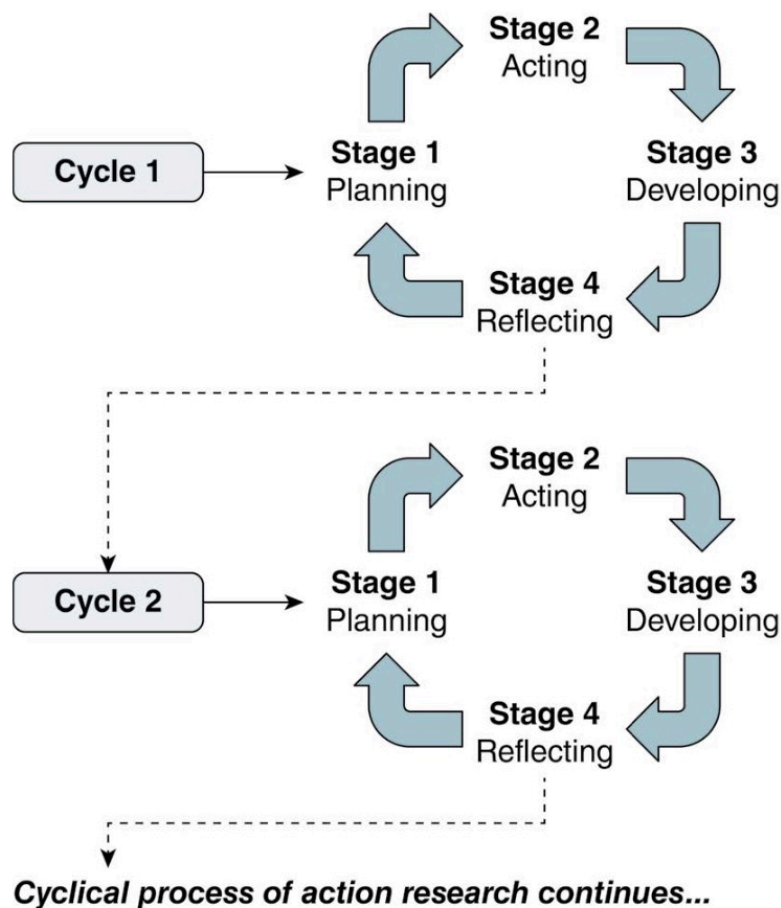 Stage 2
Acting
Cycle 1
Stage 1
Planning
Stage 3
Developing
Stage 4
Reflecting
Stage 2
Acting
Cycle 2
Stage 1
Planning
Stage 3
Developing
Stage 4
Reflecting
Cyclical process of action research continues...